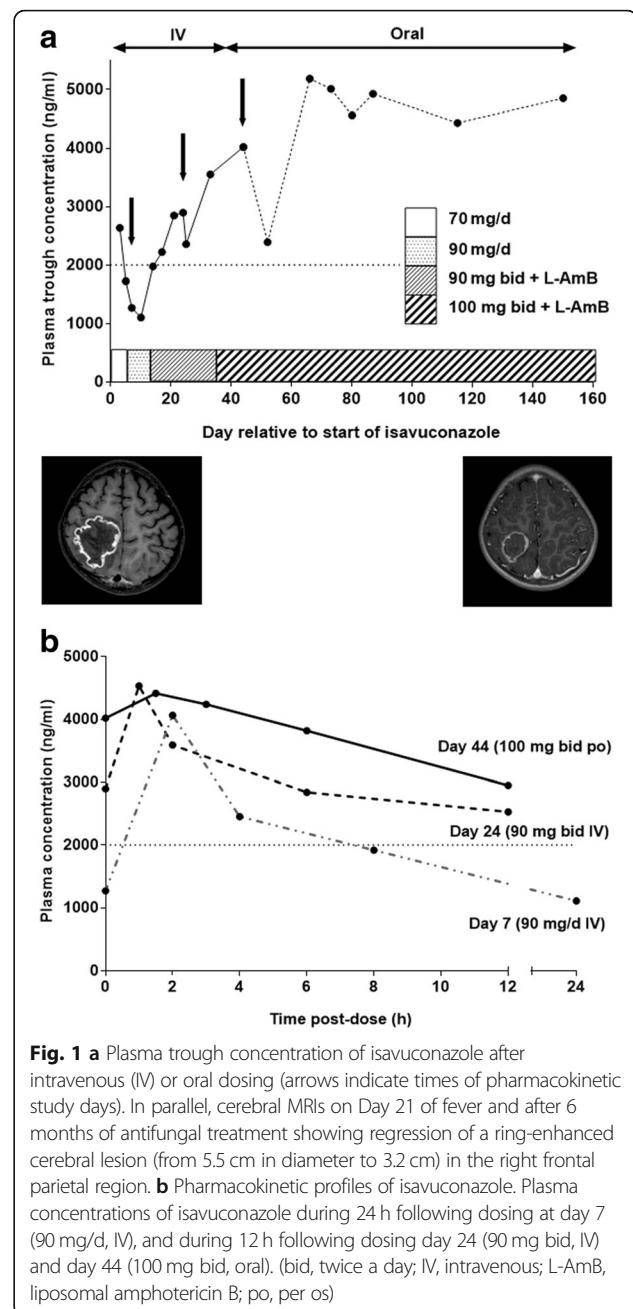 a
IV
Oral
Plasma trough concentration (ng/ml)
5000
4000
3000
2000
1000
0
70 mg/d
90 mg/d
90 mg bid + L-AmB
100 mg bid + L-AmB
0 20 40 60 80 100 120 140 160
Day relative to start of isavuconazole
b
Plasma concentration (ng/ml)
5000
4000
3000
2000
1000
0
Day 44 (100 mg bid po)
Day 24 (90 mg bid IV)
Day 7 (90 mg/d IV)
0 2 4 6 8 10 12 24
Time post-dose (h)
Fig. 1 a Plasma trough concentration of isavuconazole after
intravenous (IV) or oral dosing (arrows indicate times of pharmacokinetic
study days). In parallel, cerebral MRIs on Day 21 of fever and after 6
months of antifungal treatment showing regression of a ring-enhanced
cerebral lesion (from 5.5 cm in diameter to 3.2 cm) in the right frontal
parietal region. b Pharmacokinetic profiles of isavuconazole. Plasma
concentrations of isavuconazole during 24 h following dosing at day 7
(90 mg/d, IV), and during 12 h following dosing day 24 (90 mg bid, IV)
and day 44 (100 mg bid, oral). (bid, twice a day; IV, intravenous; L-AmB,
liposomal amphotericin B; po, per os)